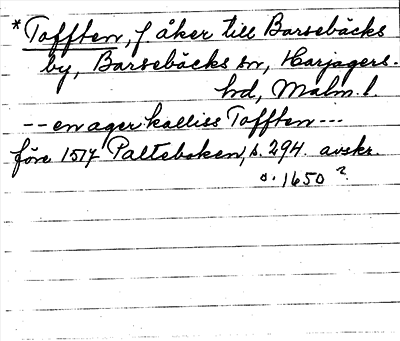 *Tofften, f åker till Barsebäcks
by, Barsebäcks sn, Harjagers.
hd, Malm. l.
-- en ager kalliss Tofften ---
före 1517 Palteboken, s. 294. avskr.
o. 1650 ?